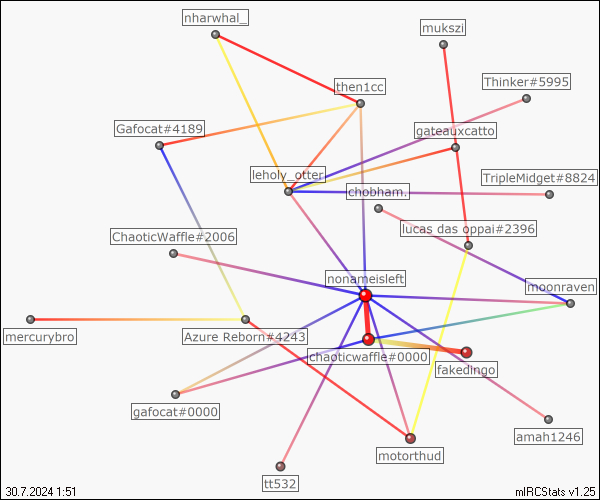 nharwhal_
mukszi
Thinker#5995
then1cc
Gafocat#4189
gateauxcatto
leholy_otter
TripleMidget#8824
chobham.
lucas das oppai#2396
ChaoticWaffle#2006
nonameisleft
moonraven
mercurybro
Azure Reborn#4243
chaoticwaffle#0000
fakedingo
gafocat#0000
amah1246
motorthud
tt532
30.7.2024 1:51
mIRCStats v1.25